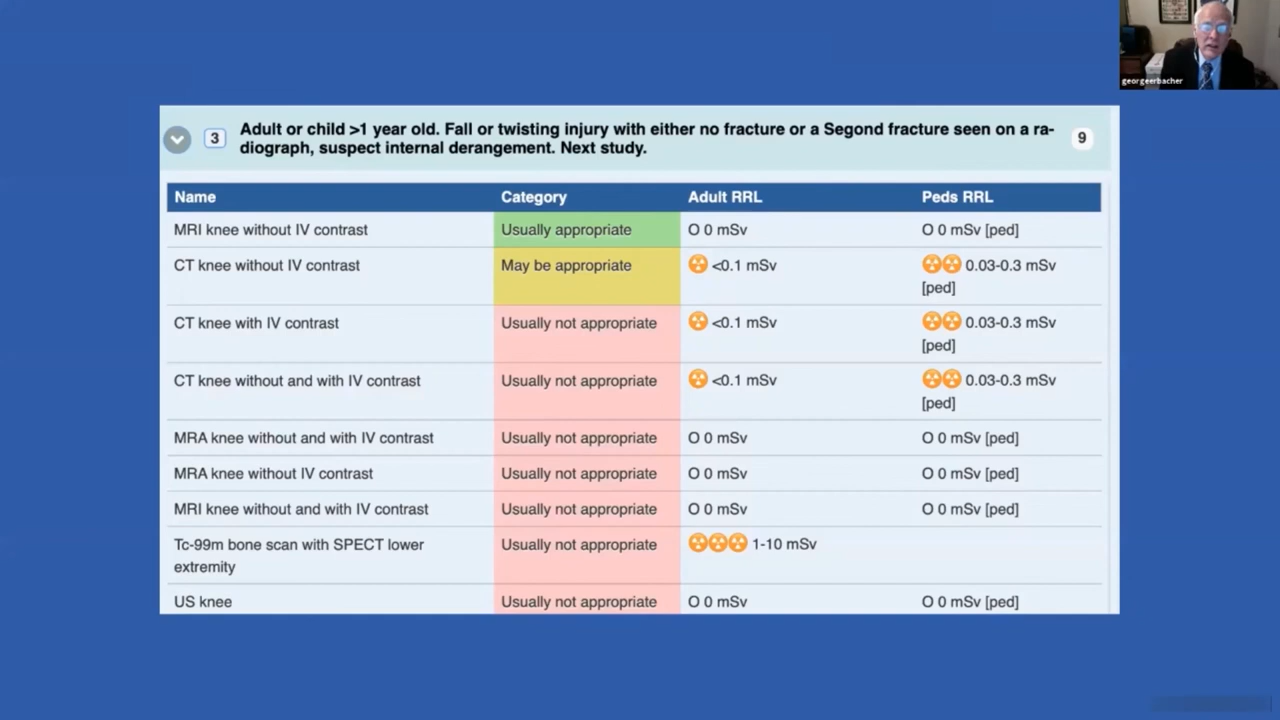 georgeerbacher
3
Adult or child >1 year old. Fall or twisting injury with either no fracture or a Segond fracture seen on a ra-
diograph, suspect internal derangement. Next study.
9
Name Category Adult RRL Peds RRL
MRI knee without IV contrast Usually appropriate O 0 mSv O 0 mSv [ped]
CT knee without IV contrast May be appropriate <0.1 mSv 0.03-0.3 mSv
[ped]
CT knee with IV contrast Usually not appropriate <0.1 mSv 0.03-0.3 mSv
[ped]
CT knee without and with IV contrast Usually not appropriate <0.1 mSv 0.03-0.3 mSv
[ped]
MRA knee without and with IV contrast Usually not appropriate O 0 mSv O 0 mSv [ped]
MRA knee without IV contrast Usually not appropriate O 0 mSv O 0 mSv [ped]
MRI knee without and with IV contrast Usually not appropriate O 0 mSv O 0 mSv [ped]
Tc-99m bone scan with SPECT lower Usually not appropriate 1-10 mSv
extremity
US knee Usually not appropriate O 0 mSv O 0 mSv [ped]